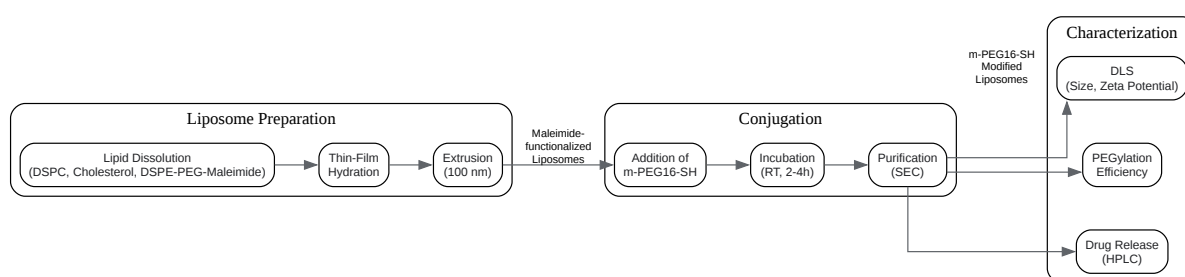 Liposome Preparation
Lipid Dissolution
(DSPC, Cholesterol, DSPE-PEG-Maleimide)
Thin-Film
Hydration
Extrusion
(100 nm)
Maleimide-
functionalized
Liposomes
Conjugation
Addition of
m-PEG16-SH
Incubation
(RT, 2-4h)
Purification
(SEC)
m-PEG16-SH
Modified
Liposomes
Characterization
DLS
(Size, Zeta Potential)
PEGylation
Efficiency
Drug Release
(HPLC)